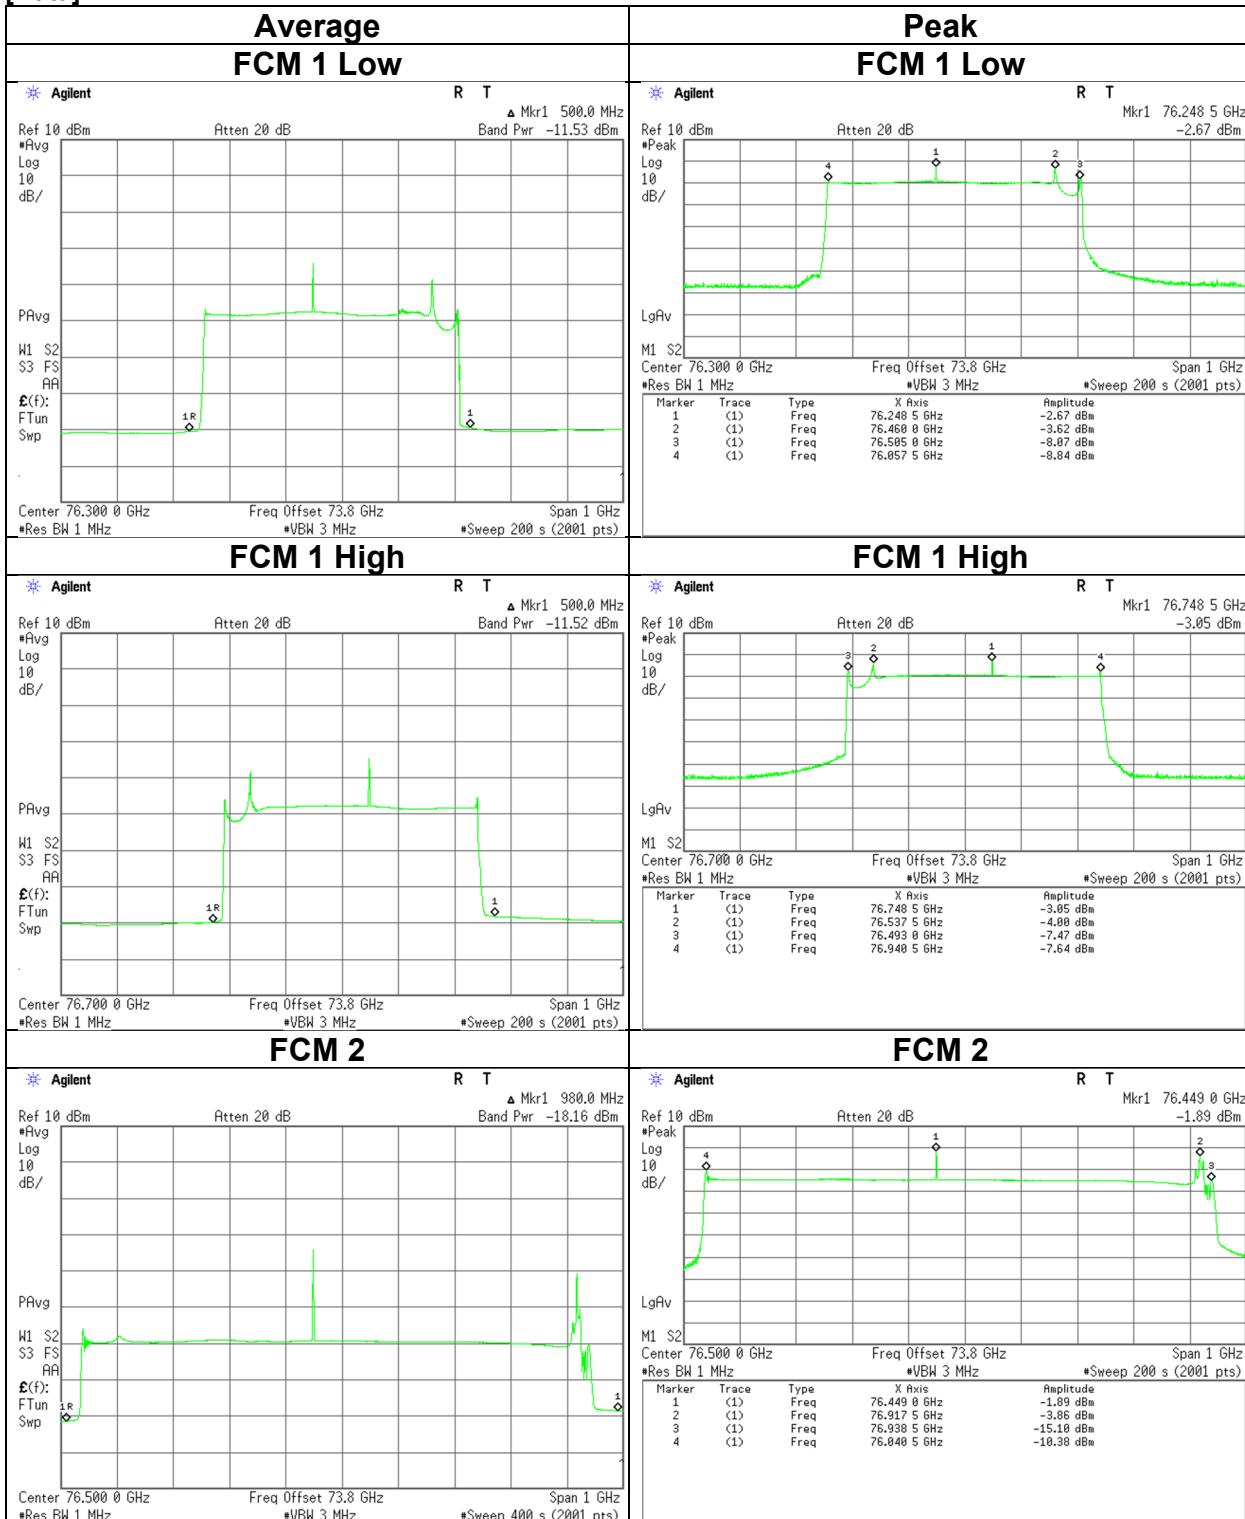 Average Peak
FCM 1 Low FCM 1 Low
Agilent R T
Δ Mkr1 500.0 MHz
Ref 10 dBm Atten 20 dB Band Pwr -11.53 dBm
#Avg
Log
10
dB/
PAvg
W1 S2
S3 FS
AA
£(f):
FTun
Swp
1R
1
Center 76.300 0 GHz Freq Offset 73.8 GHz Span 1 GHz
#Res BW 1 MHz #VBW 3 MHz #Sweep 200 s (2001 pts)
Agilent R T
Mkr1 76.248 5 GHz
Ref 10 dBm Atten 20 dB -2.67 dBm
#Peak
Log
10
dB/
4 1 2 3
LgAv
M1 S2
Center 76.300 0 GHz Freq Offset 73.8 GHz Span 1 GHz
#Res BW 1 MHz #VBW 3 MHz #Sweep 200 s (2001 pts)
Marker Trace Type X Axis Amplitude
1 (1) Freq 76.248 5 GHz -2.67 dBm
2 (1) Freq 76.460 0 GHz -3.62 dBm
3 (1) Freq 76.505 0 GHz -8.07 dBm
4 (1) Freq 76.057 5 GHz -8.84 dBm
FCM 1 High FCM 1 High
Agilent R T
Δ Mkr1 500.0 MHz
Ref 10 dBm Atten 20 dB Band Pwr -11.52 dBm
#Avg
Log
10
dB/
PAvg
W1 S2
S3 FS
AA
£(f):
FTun
Swp
1R
1
Center 76.700 0 GHz Freq Offset 73.8 GHz Span 1 GHz
#Res BW 1 MHz #VBW 3 MHz #Sweep 200 s (2001 pts)
Agilent R T
Mkr1 76.748 5 GHz
Ref 10 dBm Atten 20 dB -3.05 dBm
#Peak
Log
10
dB/
3 2 1 4
LgAv
M1 S2
Center 76.700 0 GHz Freq Offset 73.8 GHz Span 1 GHz
#Res BW 1 MHz #VBW 3 MHz #Sweep 200 s (2001 pts)
Marker Trace Type X Axis Amplitude
1 (1) Freq 76.748 5 GHz -3.05 dBm
2 (1) Freq 76.537 5 GHz -4.00 dBm
3 (1) Freq 76.493 0 GHz -7.47 dBm
4 (1) Freq 76.940 5 GHz -7.64 dBm
FCM 2 FCM 2
Agilent R T
Δ Mkr1 980.0 MHz
Ref 10 dBm Atten 20 dB Band Pwr -18.16 dBm
#Avg
Log
10
dB/
PAvg
W1 S2
S3 FS
AA
£(f):
FTun
Swp
1R
1
Center 76.500 0 GHz Freq Offset 73.8 GHz Span 1 GHz
#Res BW 1 MHz #VBW 3 MHz #Sweep 400 s (2001 pts)
Agilent R T
Mkr1 76.449 0 GHz
Ref 10 dBm Atten 20 dB -1.89 dBm
#Peak
Log
10
dB/
4 1 2 3
LgAv
M1 S2
Center 76.500 0 GHz Freq Offset 73.8 GHz Span 1 GHz
#Res BW 1 MHz #VBW 3 MHz #Sweep 200 s (2001 pts)
Marker Trace Type X Axis Amplitude
1 (1) Freq 76.449 0 GHz -1.89 dBm
2 (1) Freq 76.917 5 GHz -3.86 dBm
3 (1) Freq 76.938 5 GHz -15.10 dBm
4 (1) Freq 76.040 5 GHz -10.38 dBm